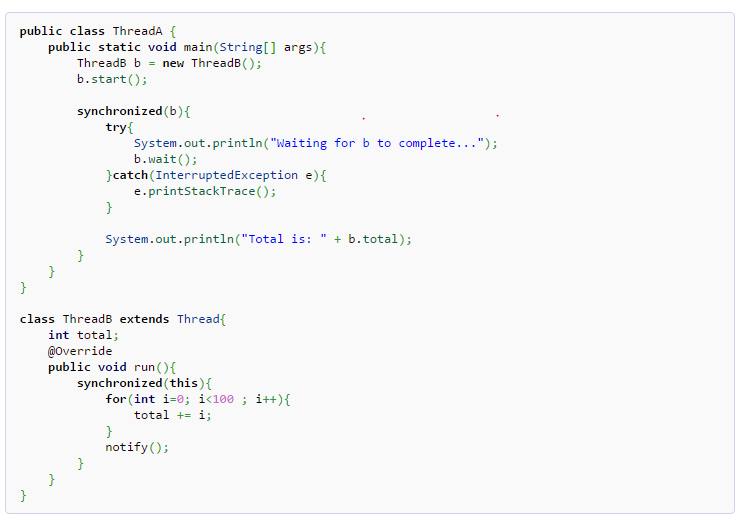 public class ThreadA {
    public static void main(String[] args){
        ThreadB b = new ThreadB();
        b.start();

        synchronized(b){
            try{
                System.out.println("Waiting for b to complete...");
                b.wait();
            }catch(InterruptedException e){
                e.printStackTrace();
            }

            System.out.println("Total is: " + b.total);
        }
    }
}

class ThreadB extends Thread{
    int total;
    @Override
    public void run(){
        synchronized(this){
            for(int i=0; i<100 ; i++){
                total += i;
            }
            notify();
        }
    }
}